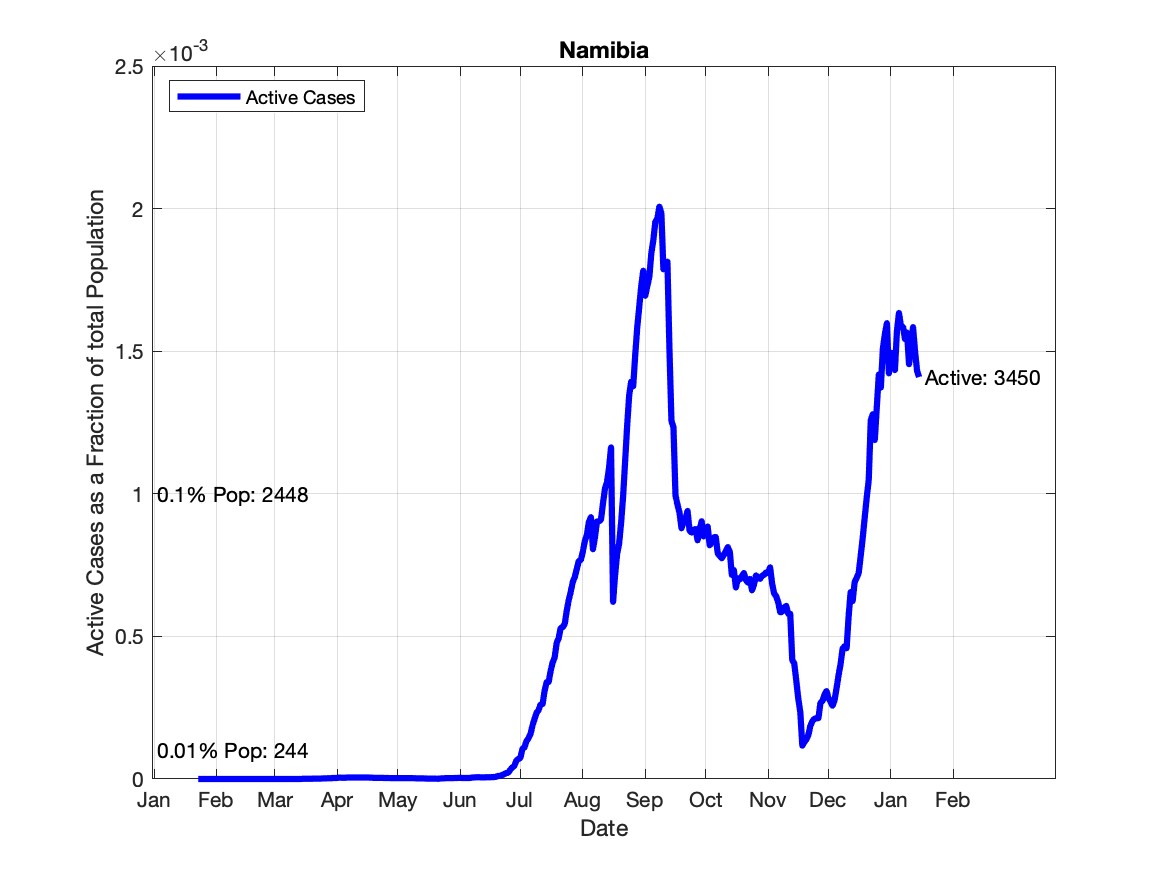 Namibia
×10-3
Active Cases
2.5
2
1.5
1
0.5
0
Active Cases as a Fraction of total Population
0.1% Pop: 2448
0.01% Pop: 244
Active: 3450
Jan Feb Mar Apr May Jun Jul Aug Sep Oct Nov Dec Jan Feb
Date